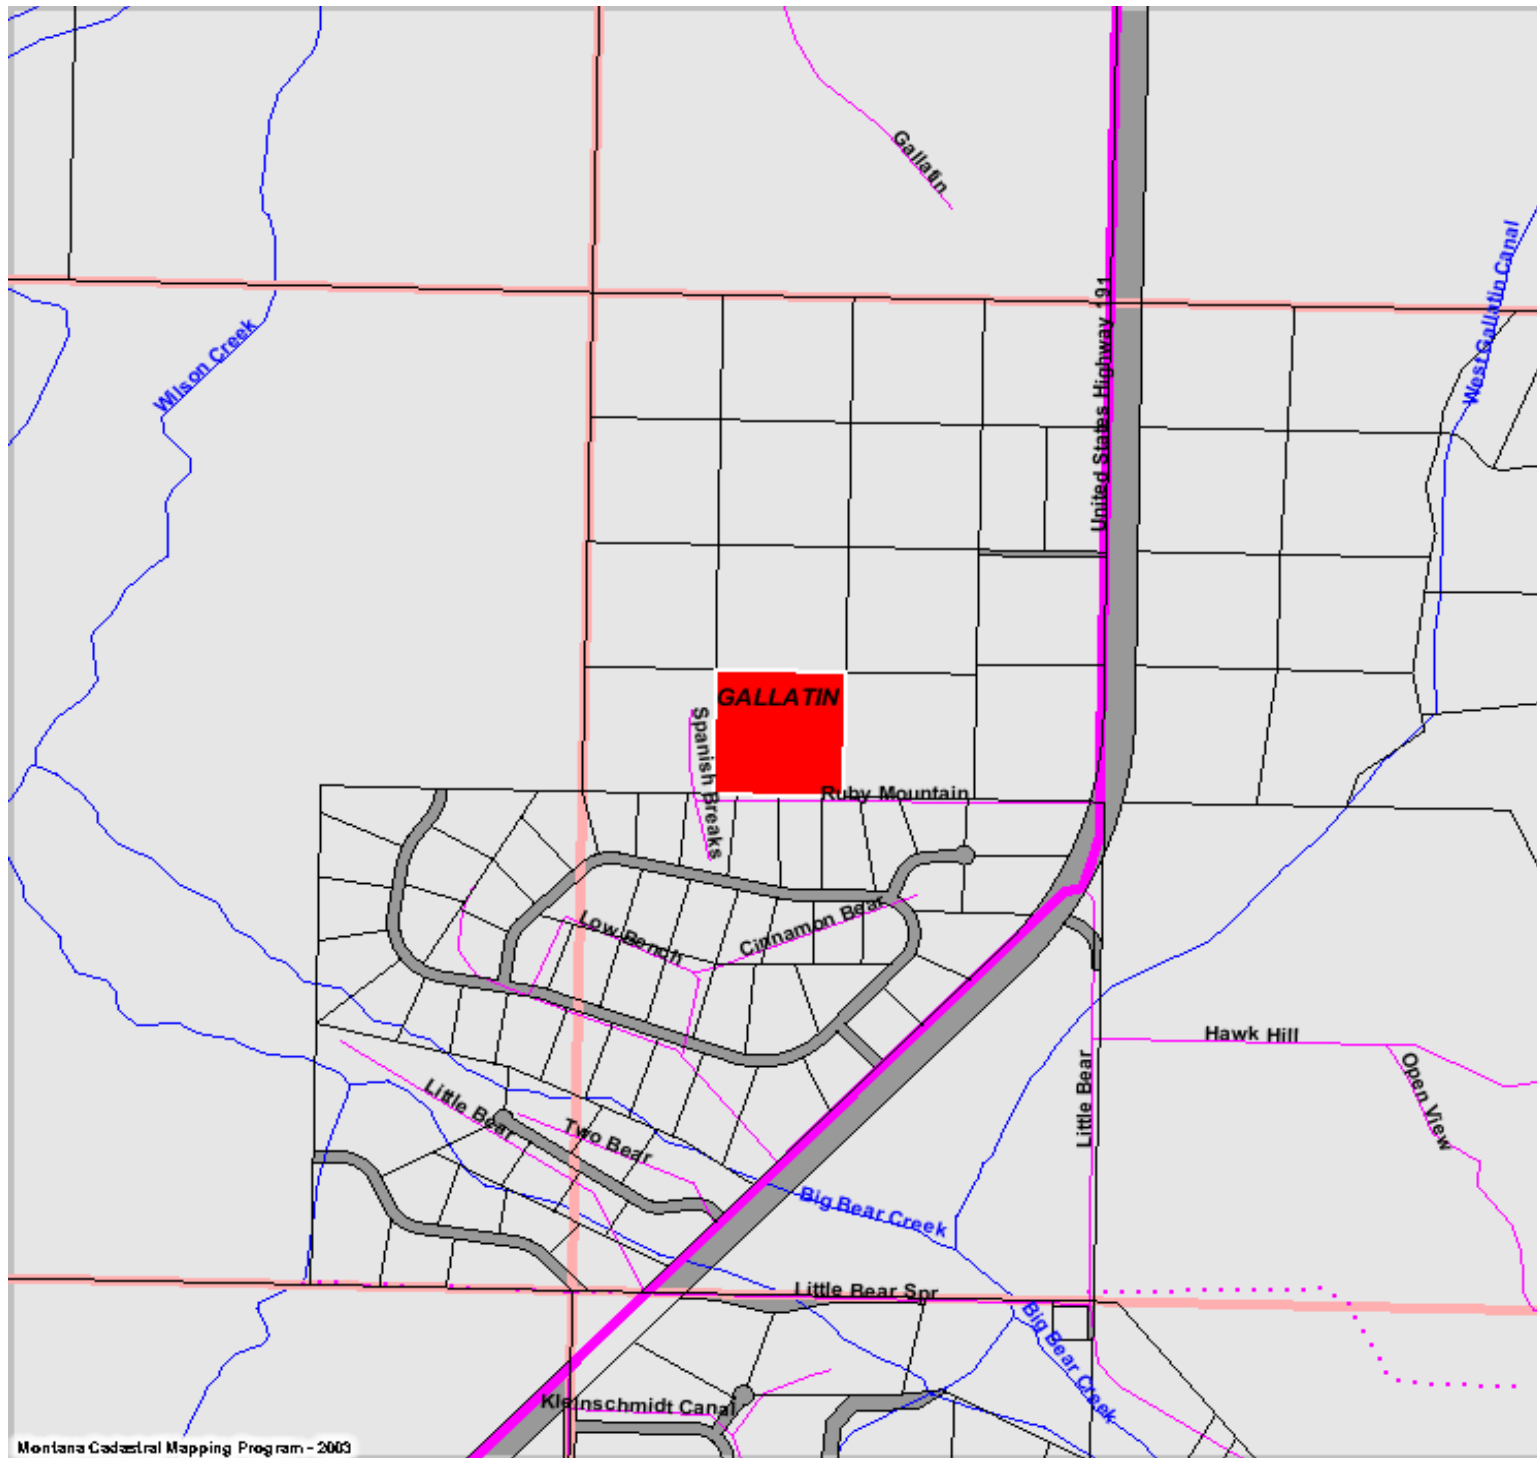 Gallatin
West Gallatin Canal
United States Highway 191
Wilson Creek
GALLATIN
Spanish Breaks
Ruby Mountain
Low Bench
Cinnamon Bear
Hawk Hill
Little Bear
Open View
Little Bear
Two Bear
Big Bear Creek
Little Bear Spr
Big Bear Creek
Kleinschmidt Canal
Montana Cadastral Mapping Program - 2003